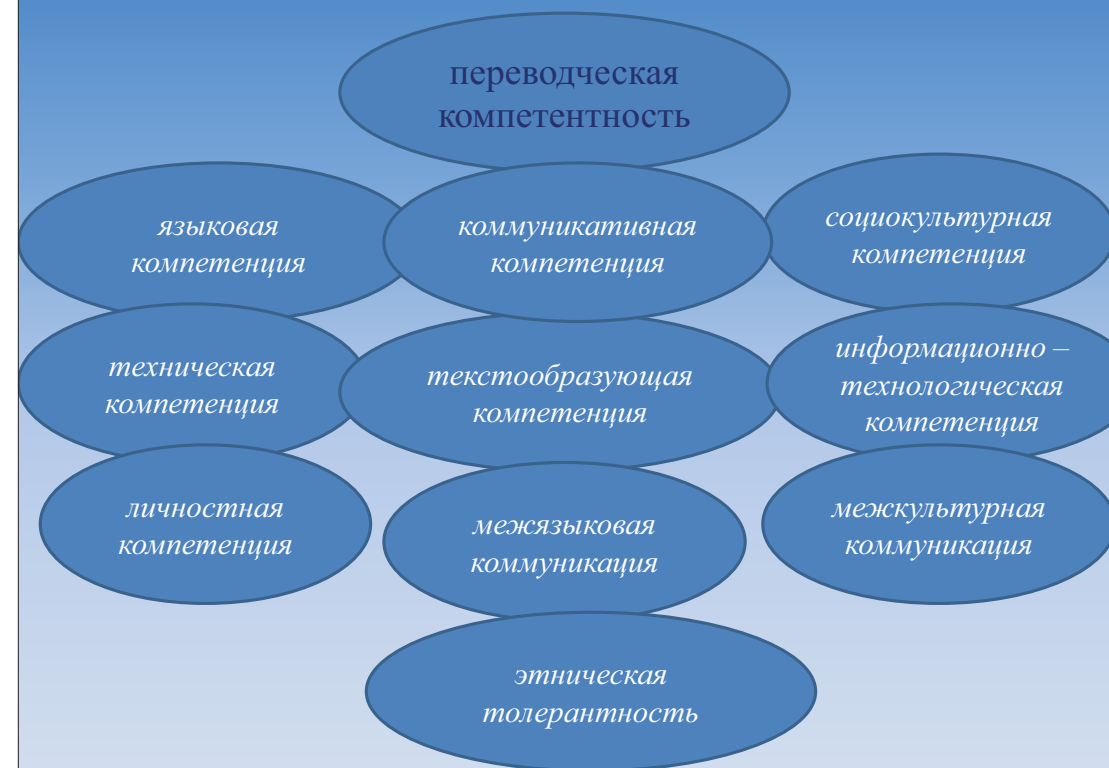 переводческая
компетентность
языковая
компетенция
коммуникативная
компетенция
социокультурная
компетенция
техническая
компетенция
текстообразующая
компетенция
информационно –
технологическая
компетенция
личностная
компетенция
межязыковая
коммуникация
межкультурная
коммуникация
этническая
толерантность